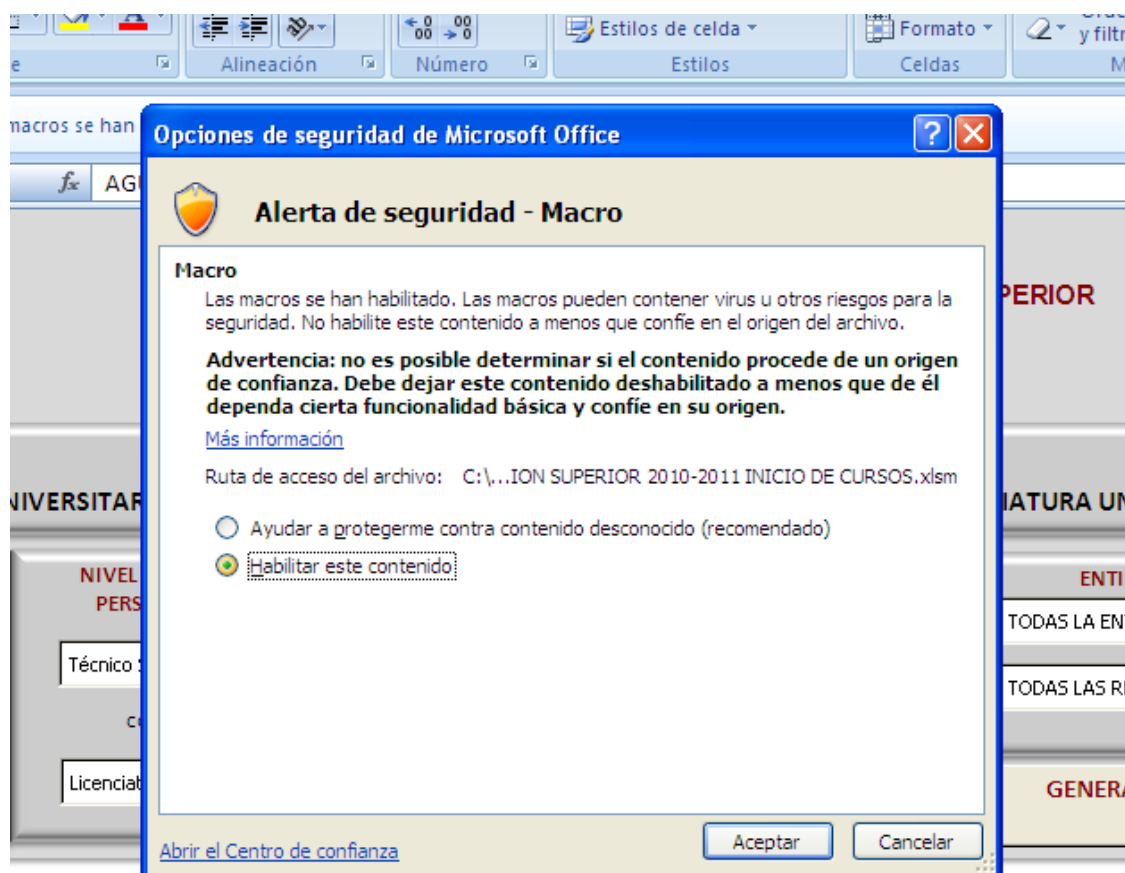 Estilos de celda
Formato
y filtr
Alineación
Número
Estilos
Celdas
macros se han
Opciones de seguridad de Microsoft Office
fx
Alerta de seguridad - Macro
Macro
Las macros se han habilitado. Las macros pueden contener virus u otros riesgos para la
seguridad. No habilite este contenido a menos que confíe en el origen del archivo.
PERIOR
Advertencia: no es posible determinar si el contenido procede de un origen
de confianza. Debe dejar este contenido deshabilitado a menos que de él
dependa cierta funcionalidad básica y confíe en su origen.
Más información
Ruta de acceso del archivo: C:\...ION SUPERIOR 2010-2011 INICIO DE CURSOS.xlsm
NIVERSITAR
IATURA UN
Ayudar a protegerme contra contenido desconocido (recomendado)
Habilitar este contenido
NIVEL
PERS
ENTI
TODAS LA EN
Técnico
TODAS LAS R
Licenciat
GENERA
Abrir el Centro de confianza
Aceptar
Cancelar